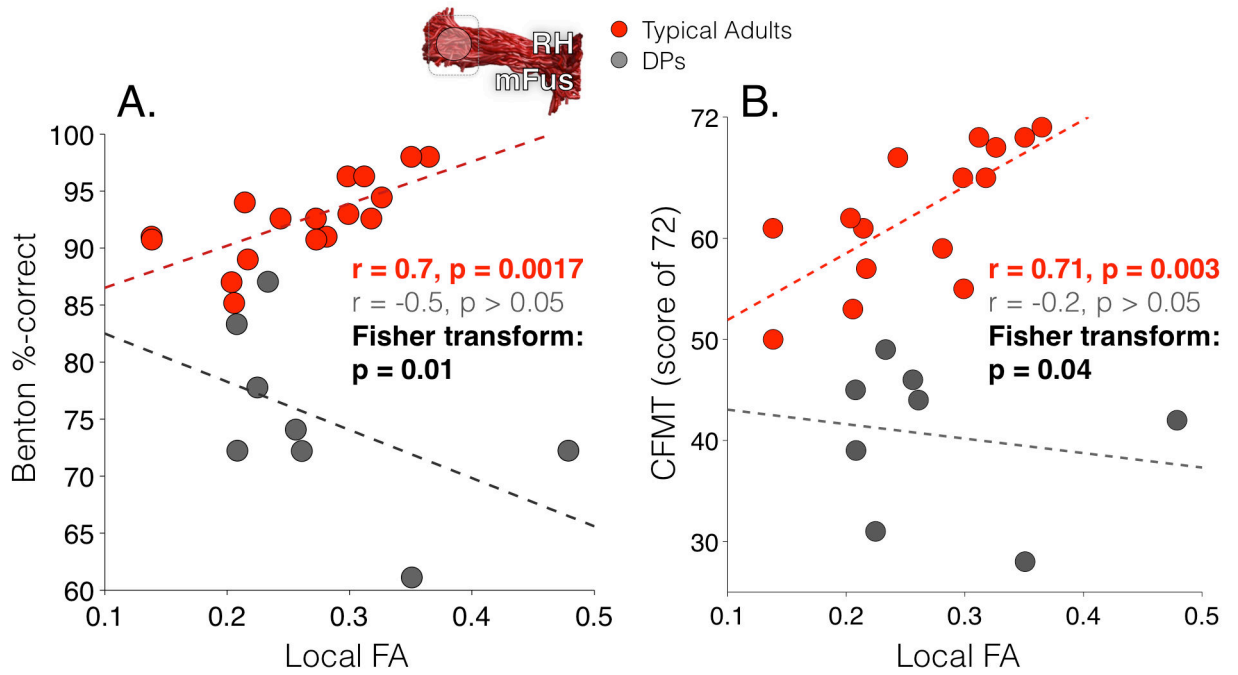 RH
mFus
Typical Adults
DPs
A.
100
95
90
85
80
75
70
65
60
Benton %-correct
r = 0.7, p = 0.0017
r = -0.5, p > 0.05
Fisher transform:
p = 0.01
0.1
0.2
0.3
0.4
0.5
Local FA
B.
72
60
50
40
30
CFMT (score of 72)
r = 0.71, p = 0.003
r = -0.2, p > 0.05
Fisher transform:
p = 0.04
0.1
0.2
0.3
0.4
0.5
Local FA